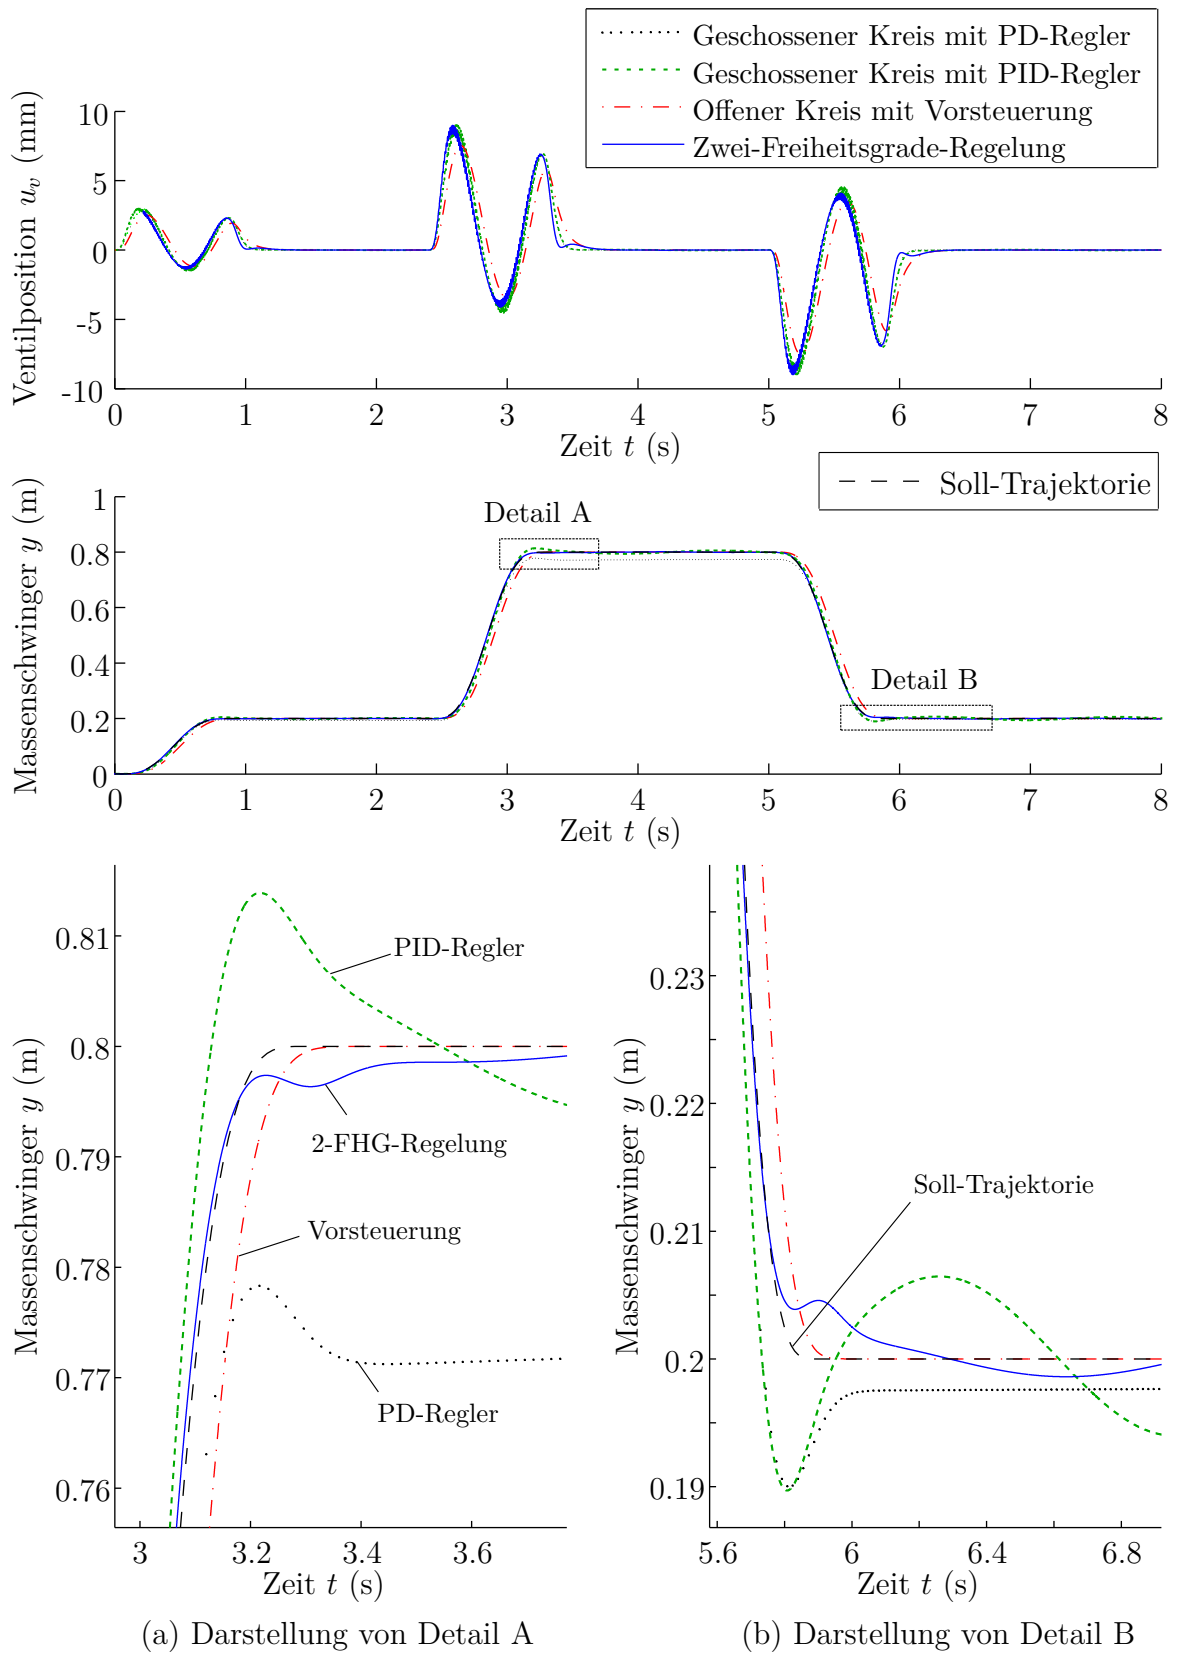 Geschossener Kreis mit PD-Regler
Geschossener Kreis mit PID-Regler
Offener Kreis mit Vorsteuerung
Zwei-Freiheitsgrade-Regelung
Ventilposition u_v (mm)
10
5
0
-5
-10
0 1 2 3 4 5 6 7 8
Zeit t (s)
Soll-Trajektorie
Massenschwinger y (m)
1
0.8
0.6
0.4
0.2
0
Detail A
Detail B
0 1 2 3 4 5 6 7 8
Zeit t (s)
Massenschwinger y (m)
0.81
0.8
0.79
0.78
0.77
0.76
PID-Regler
2-FHG-Regelung
Vorsteuerung
PD-Regler
3 3.2 3.4 3.6
Zeit t (s)
(a) Darstellung von Detail A
Massenschwinger y (m)
0.23
0.22
0.21
0.2
0.19
Soll-Trajektorie
5.6 6 6.4 6.8
Zeit t (s)
(b) Darstellung von Detail B